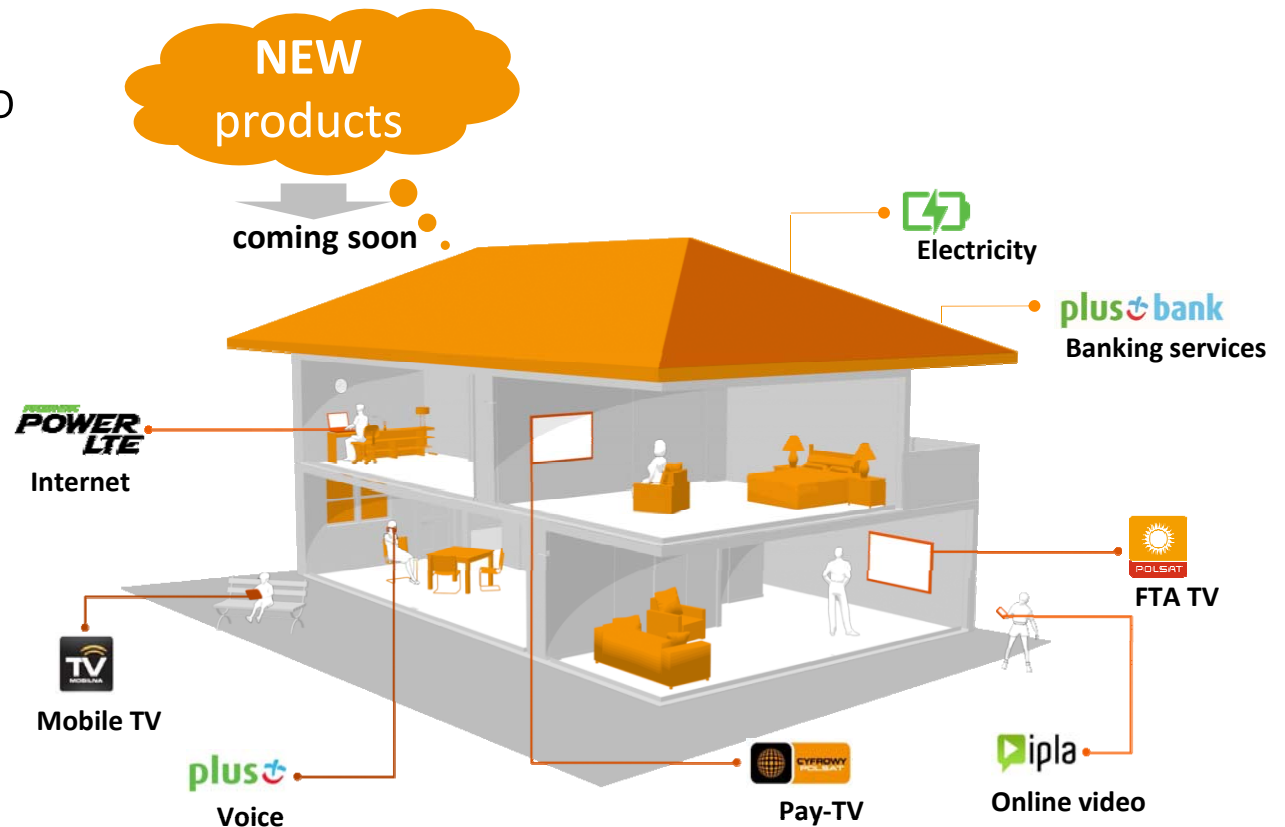 NEW
products
coming soon
Electricity
plus bank
Banking services
POWER
LTE
Internet
POLSAT
FTA TV
TV
MOBILNA
Mobile TV
plus
Voice
CYFROWY
POLSAT
Pay-TV
ipla
Online video